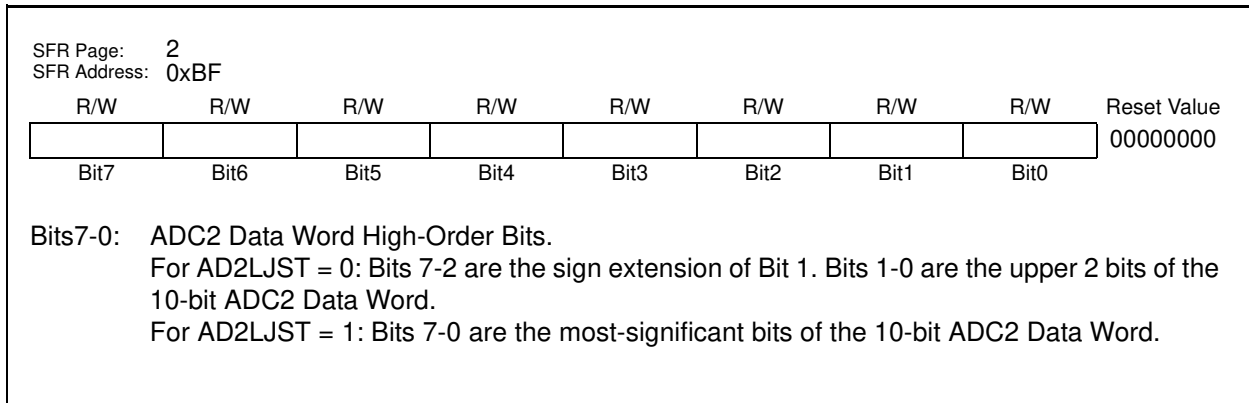 SFR Page: 2
SFR Address: 0xBF
R/W R/W R/W R/W R/W R/W R/W R/W Reset Value
00000000
Bit7 Bit6 Bit5 Bit4 Bit3 Bit2 Bit1 Bit0
Bits7-0: ADC2 Data Word High-Order Bits.
For AD2LJST = 0: Bits 7-2 are the sign extension of Bit 1. Bits 1-0 are the upper 2 bits of the
10-bit ADC2 Data Word.
For AD2LJST = 1: Bits 7-0 are the most-significant bits of the 10-bit ADC2 Data Word.